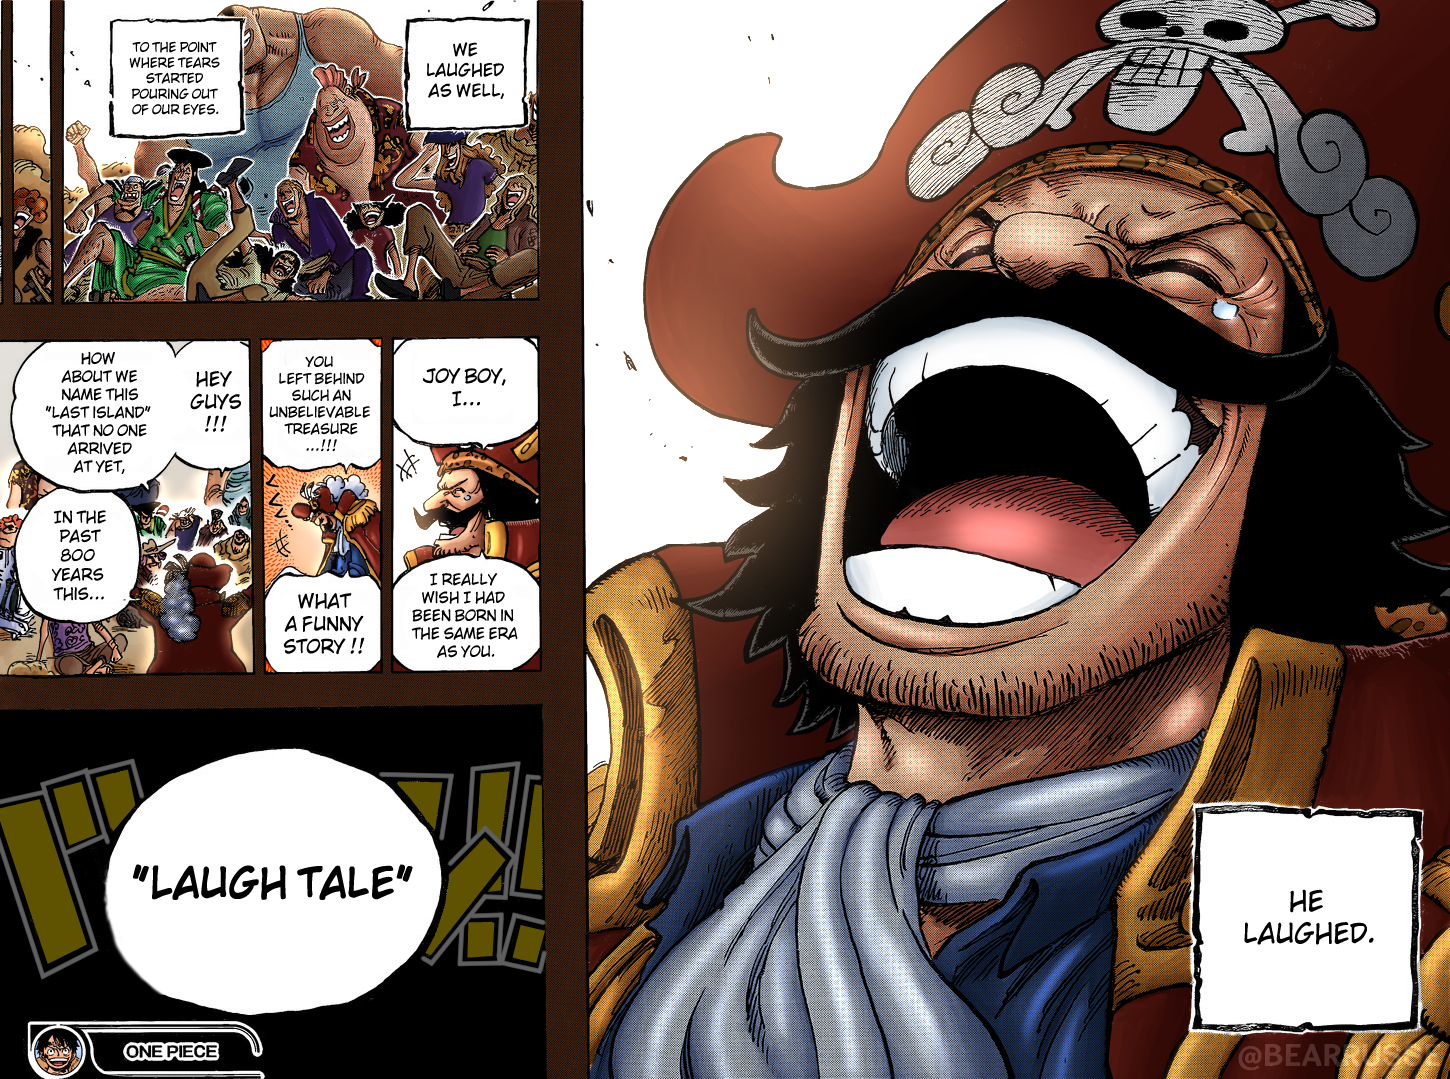 HE
LAUGHED.
WE
LAUGHED
AS WELL,
TO THE POINT
WHERE TEARS
STARTED
POURING OUT
OF OUR EYES.
JOY BOY,
I...
I REALLY
WISH I HAD
BEEN BORN IN
THE SAME ERA
AS YOU.
YOU
LEFT BEHIND
SUCH AN
UNBELIEVABLE
TREASURE
...!!!
WHAT
A FUNNY
STORY !!
HEY
GUYS
!!!
HOW
ABOUT WE
NAME THIS
"LAST ISLAND"
THAT NO ONE
ARRIVED
AT YET,
IN THE
PAST
800
YEARS
THIS...
"LAUGH TALE"
ONE PIECE